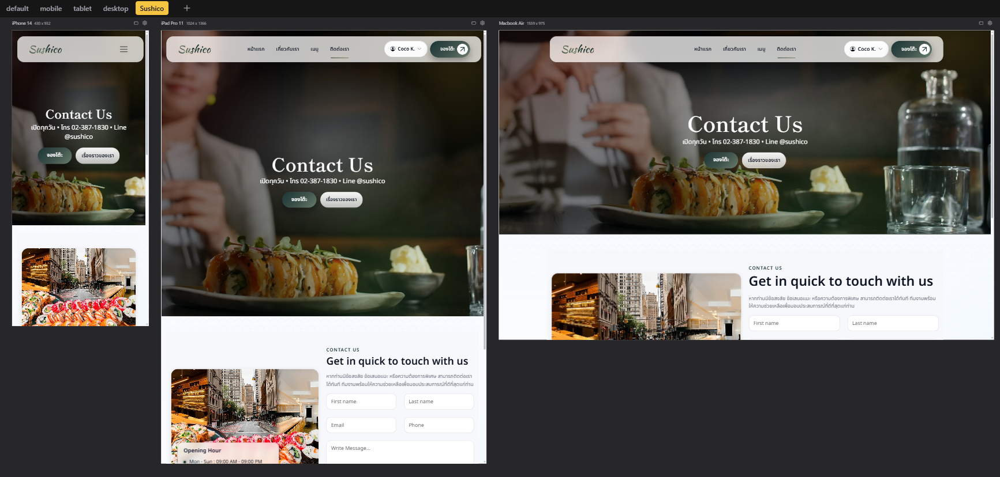 default mobile tablet desktop Sushico
iPhone 14 430 x 932
Sushico
Contact Us
เปิดทุกวัน • โทร 02-387-1830 • Line
@sushico
จองโต๊ะ เรื่องราวของเรา
iPad Pro 11 1024 x 1366
Sushico หน้าแรก เกี่ยวกับเรา เมนู ติดต่อเรา Coco K. จองโต๊ะ
Contact Us
เปิดทุกวัน • โทร 02-387-1830 • Line @sushico
จองโต๊ะ เรื่องราวของเรา
CONTACT US
Get in quick to touch with us
หากท่านมีข้อสงสัย ข้อเสนอแนะ หรือความต้องการพิเศษ สามารถติดต่อเรา
ได้ทันที ทีมงานพร้อมให้ความช่วยเหลือเพื่อมอบประสบการณ์ที่ดีที่สุดแก่ท่าน
First name Last name
Email Phone
Write Message...
Opening Hour
Mon - Sun : 09:00 AM - 09:00 PM
Macbook Air 1559 x 975
Sushico หน้าแรก เกี่ยวกับเรา เมนู ติดต่อเรา Coco K. จองโต๊ะ
Contact Us
เปิดทุกวัน • โทร 02-387-1830 • Line @sushico
จองโต๊ะ เรื่องราวของเรา
CONTACT US
Get in quick to touch with us
หากท่านมีข้อสงสัย ข้อเสนอแนะ หรือความต้องการพิเศษ สามารถติดต่อเราได้ทันที ทีมงานพร้อม
ให้ความช่วยเหลือเพื่อมอบประสบการณ์ที่ดีที่สุดแก่ท่าน
First name Last name